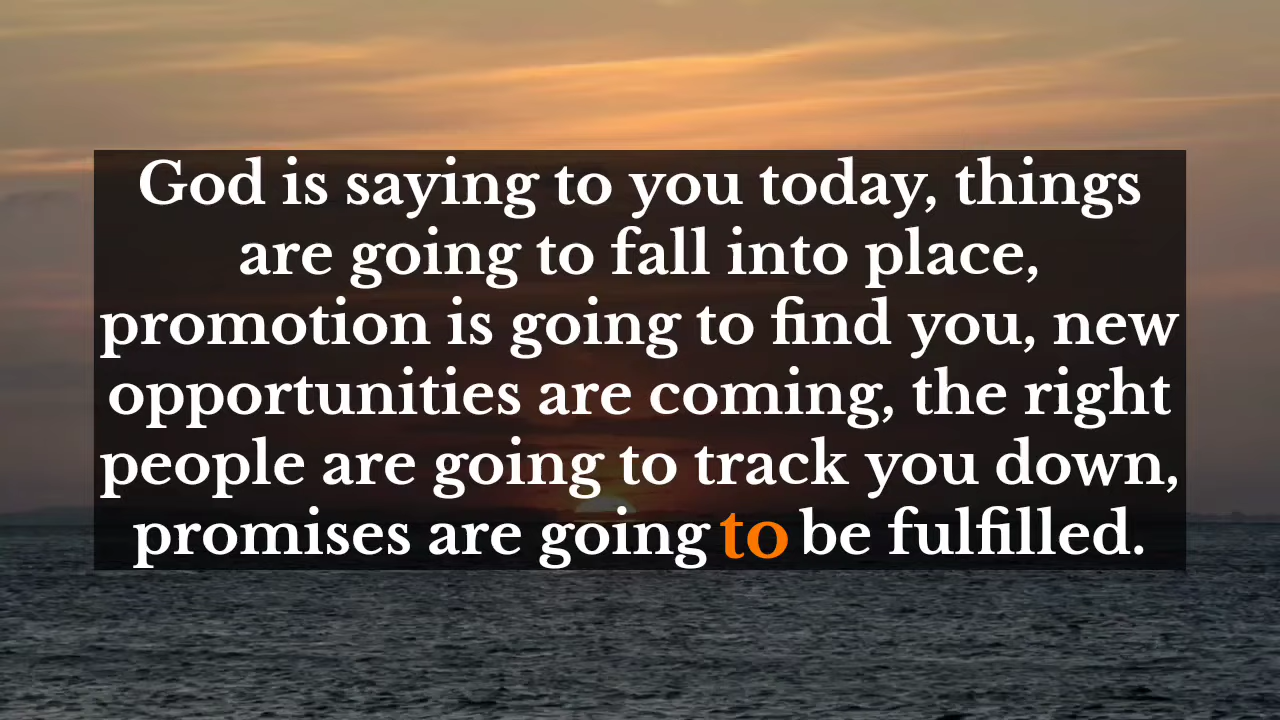 God is saying to you today, things
are going to fall into place,
promotion is going to find you, new
opportunities are coming, the right
people are going to track you down,
promises are going to be fulfilled.